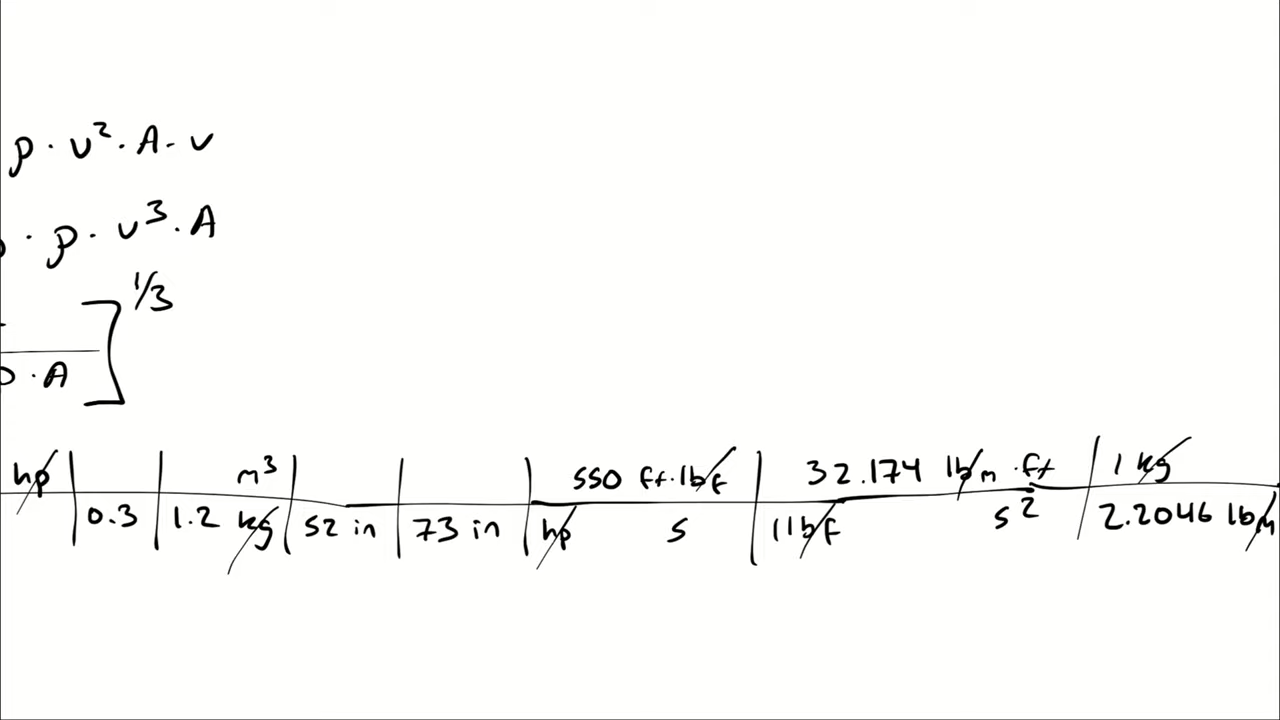 ρ · v² · A · v
· ρ · v³ · A
]^1/3
· A
hp | 0.3 | 1.2 kg | m³ | 52 in | 73 in | 550 ft·lbf | hp s | 32.174 lbm·ft | 1 lbf s² | 1 kg | 2.2046 lbm